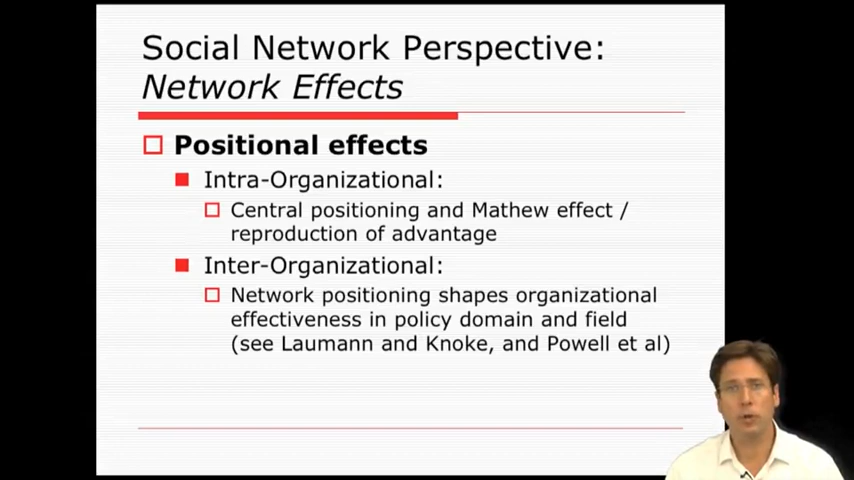 Social Network Perspective:
Network Effects
Positional effects
Intra-Organizational:
Central positioning and Mathew effect /
reproduction of advantage
Inter-Organizational:
Network positioning shapes organizational
effectiveness in policy domain and field
(see Laumann and Knoke, and Powell et al)